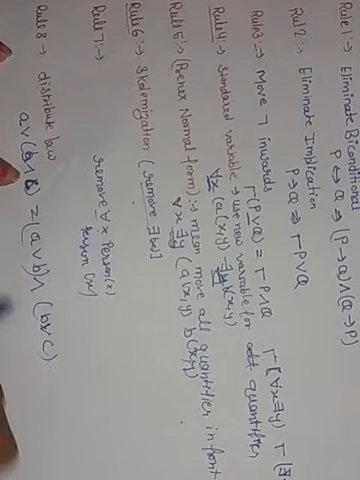 Rule 1 :→ Eliminate Biconditional
P ↔ Q ⇒ (P → Q) ∧ (Q → P)
Rule 2 :→ Eliminate Implication
P → Q ⇒ ¬P ∨ Q
Rule 3 :→ Move ¬ inwards
¬(P ∨ Q) = ¬P ∧ Q ¬[∀x∃y) ¬(∃
Rule 4 :→ Standared variable → use new variable for quantifier
∀x (a(x,y) ∃ b(x,y)
Rule 5 :→ (Prenex Normal form) :→ mean move all quantifier in front
∀x ∃y (a(x,y) b(x,y)
Rule 6 :→ Skolemization (remove ∃
Rule 7 :→ remove ∀x Person(x)
Person (x)
Rule 8 :→ distribute law
a ∨ (b ∧ c) = (a ∨ b) ∧ (a ∨ c)